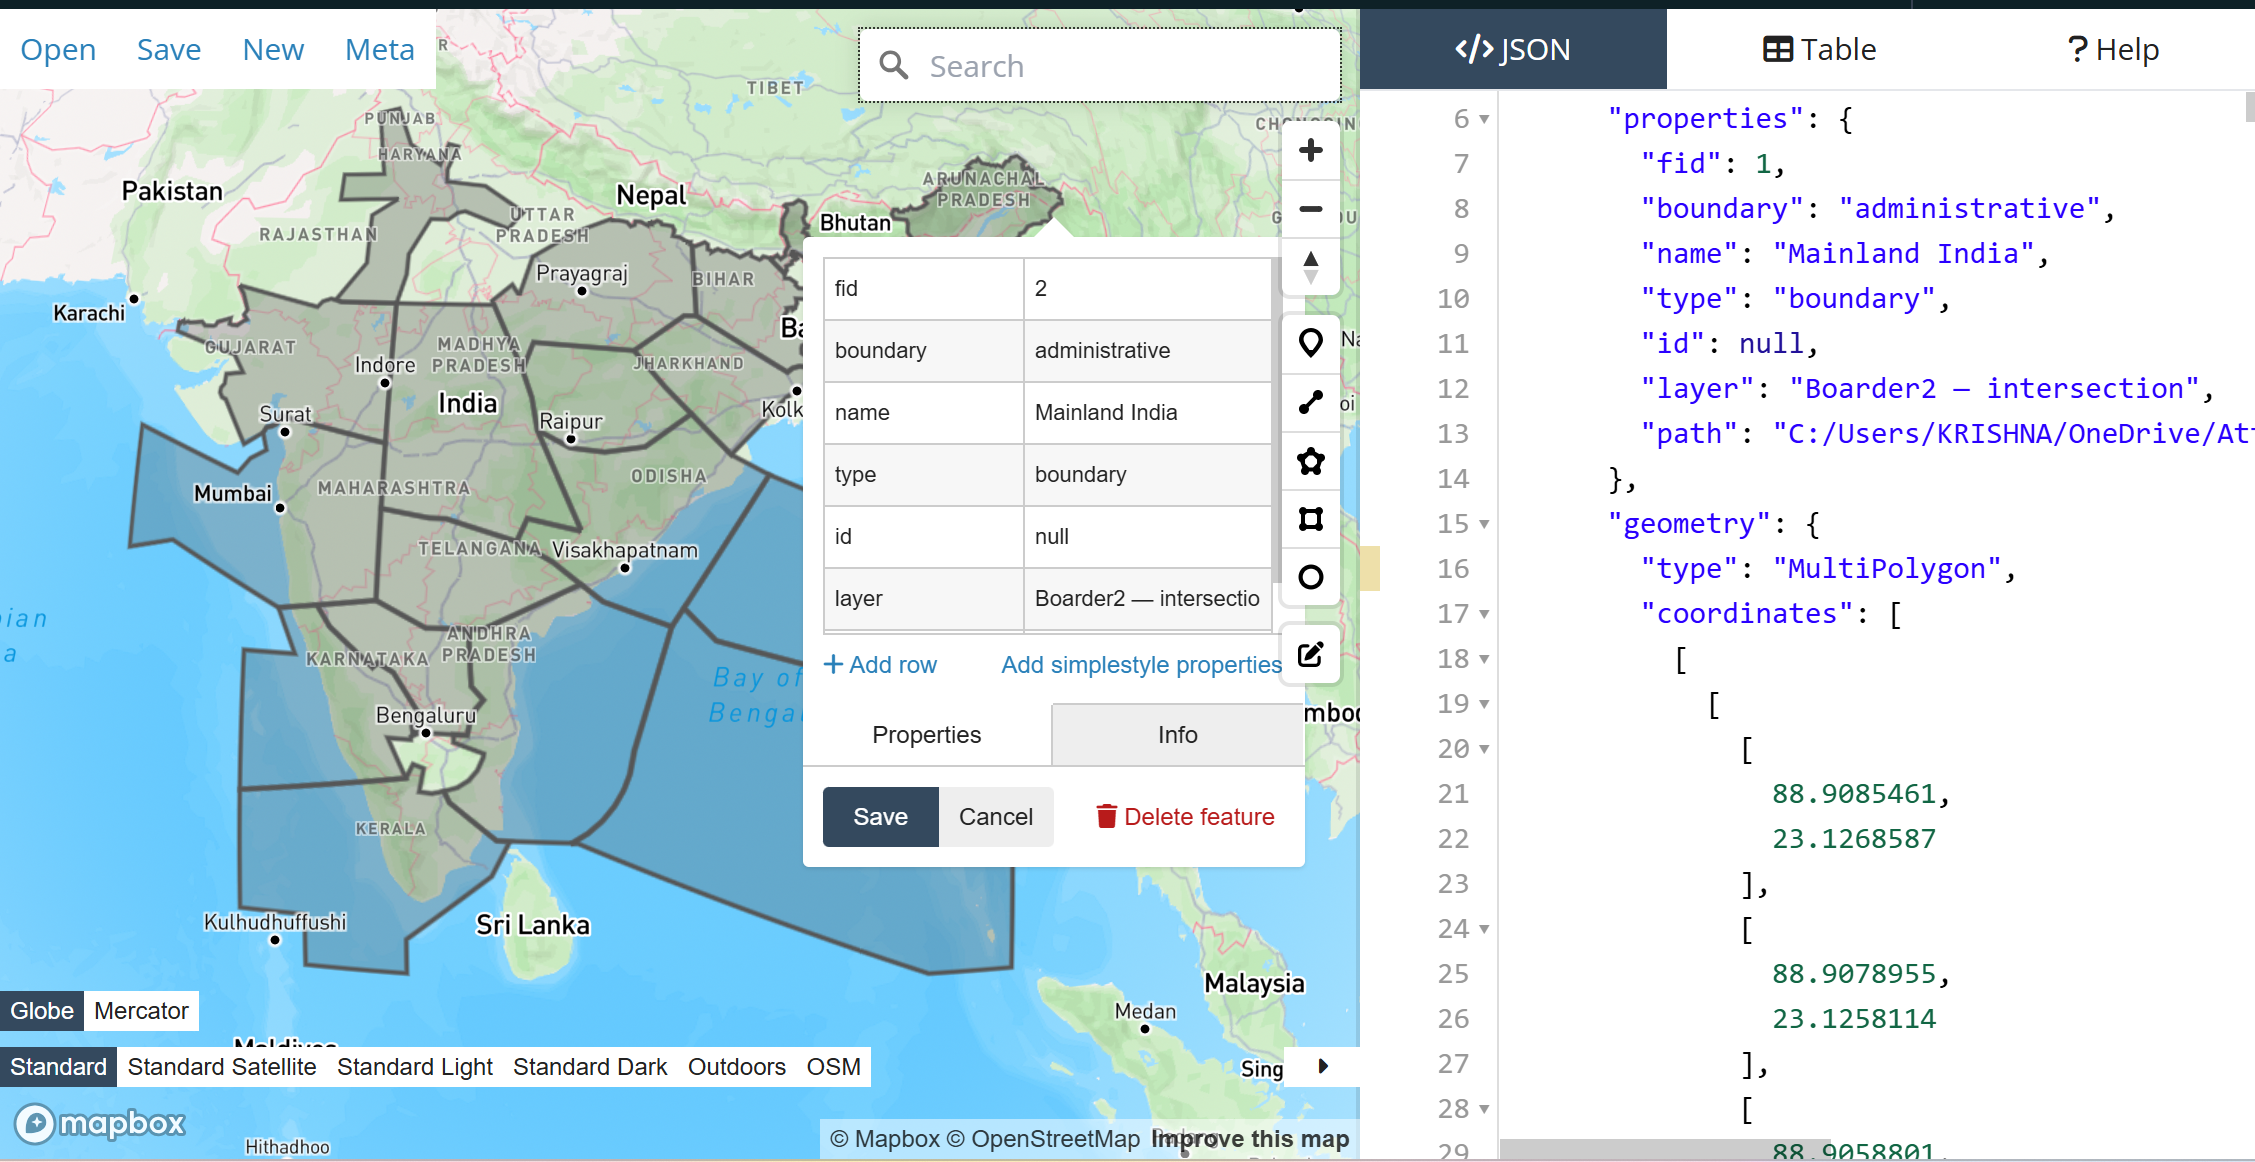 Open Save New Meta
Search
</> JSON
Table
? Help
TIBET
PUNJAB
HARYANA
Pakistan
Nepal
ARUNACHAL
PRADESH
Bhutan
UTTAR
PRADESH
RAJASTHAN
Prayagraj
BIHAR
Karachi
GUJARAT
MADHYA
PRADESH
Indore
JHARKHAND
India
Surat
Raipur
ODISHA
Mumbai
MAHARASHTRA
TELANGANA
Visakhapatnam
ANDHRA
PRADESH
KARNATAKA
Bay of
Bengaluru
KERALA
Kulhudhuffushi
Sri Lanka
Malaysia
Medan
Hithadhoo
fid 2
boundary administrative
name Mainland India
type boundary
id null
layer Boarder2 — intersectio
+ Add row Add simplestyle properties
Properties Info
Save Cancel Delete feature
Globe Mercator
Standard Standard Satellite Standard Light Standard Dark Outdoors OSM
mapbox
© Mapbox © OpenStreetMap Improve this map
6 "properties": {
7 "fid": 1,
8 "boundary": "administrative",
9 "name": "Mainland India",
10 "type": "boundary",
11 "id": null,
12 "layer": "Boarder2 — intersection",
13 "path": "C:/Users/KRISHNA/OneDrive/At
14 },
15 "geometry": {
16 "type": "MultiPolygon",
17 "coordinates": [
18 [
19 [
20 [
21 88.9085461,
22 23.1268587
23 ],
24 [
25 88.9078955,
26 23.1258114
27 ],
28 [
29 88.9058801,